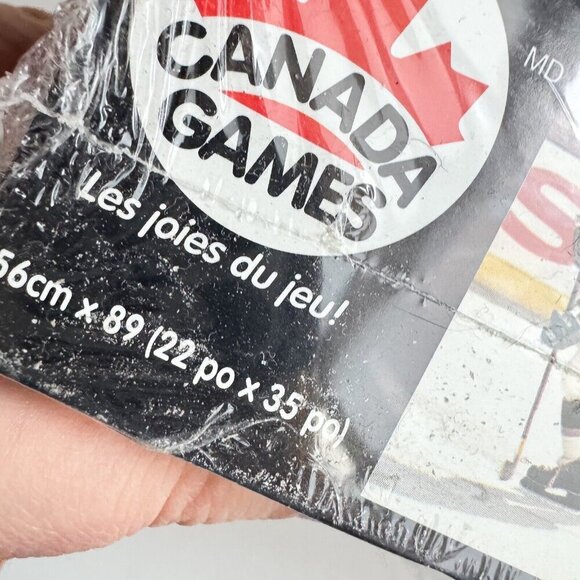 CANADA
GAMES
MD
Les joies du jeu!
56cm x 89 (22 po x 35 po)
S